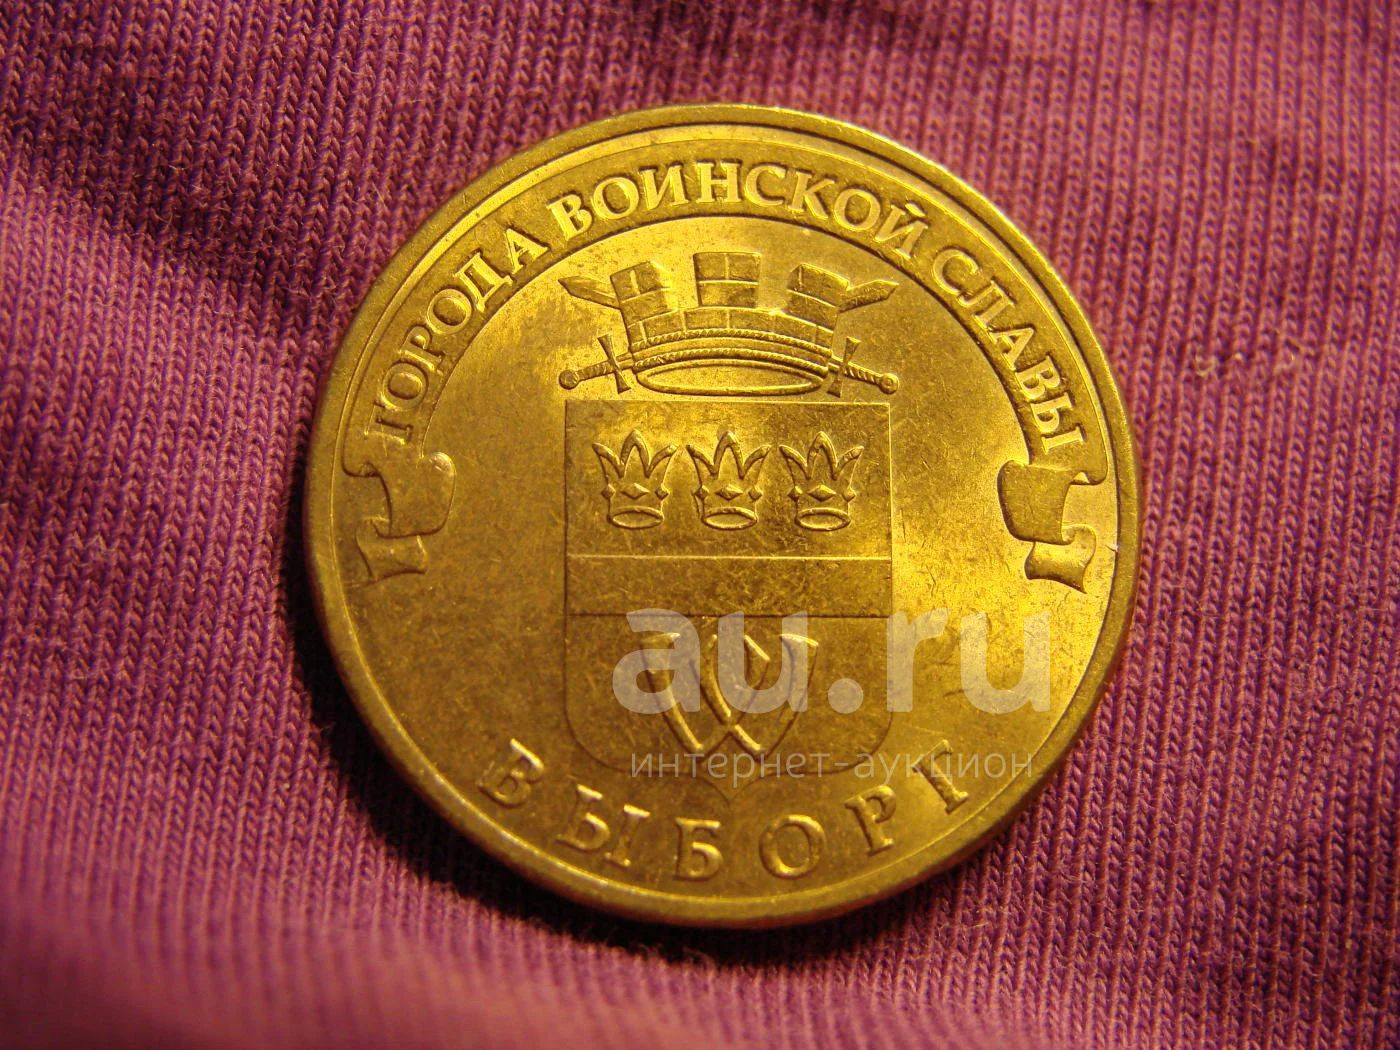 ГОРОДА ВОИНСКОЙ СЛАВЫ
W
au.ru
интернет-аукцион
ВЫБОРГ